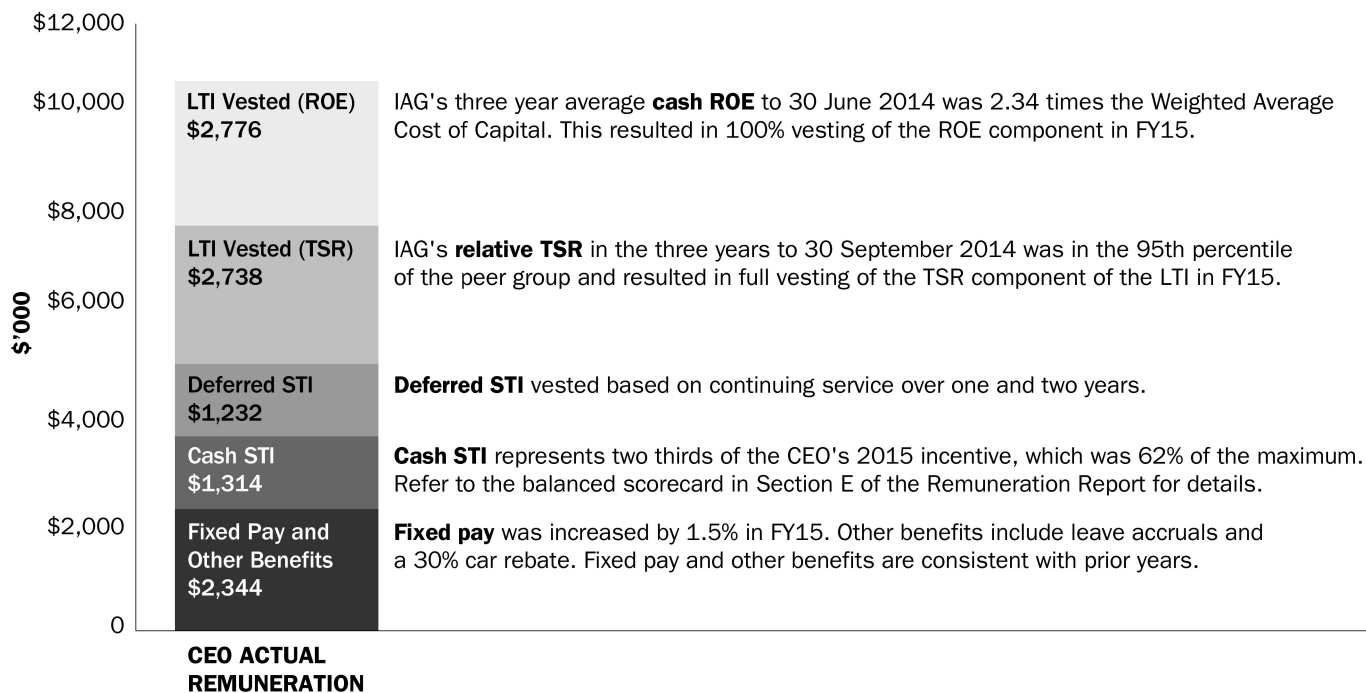 $12,000
$10,000
$8,000
$6,000
$4,000
$2,000
0
$'000
LTI Vested (ROE)
$2,776
IAG's three year average cash ROE to 30 June 2014 was 2.34 times the Weighted Average
Cost of Capital. This resulted in 100% vesting of the ROE component in FY15.
LTI Vested (TSR)
$2,738
IAG's relative TSR in the three years to 30 September 2014 was in the 95th percentile
of the peer group and resulted in full vesting of the TSR component of the LTI in FY15.
Deferred STI
$1,232
Deferred STI vested based on continuing service over one and two years.
Cash STI
$1,314
Cash STI represents two thirds of the CEO's 2015 incentive, which was 62% of the maximum.
Refer to the balanced scorecard in Section E of the Remuneration Report for details.
Fixed Pay and
Other Benefits
$2,344
Fixed pay was increased by 1.5% in FY15. Other benefits include leave accruals and
a 30% car rebate. Fixed pay and other benefits are consistent with prior years.
CEO ACTUAL
REMUNERATION